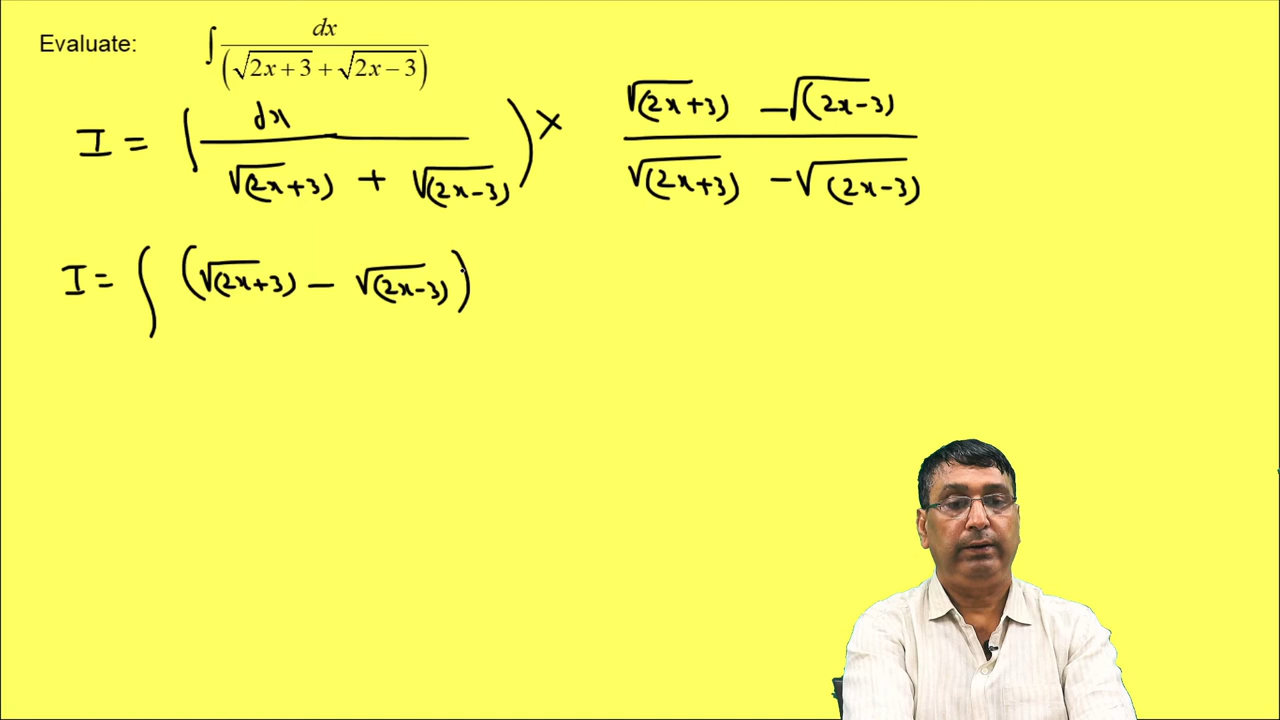 Evaluate: ∫ dx / (√2x+3 + √2x−3)
I = ( dx / √(2x+3) + √(2x−3) ) × √(2x+3) − √(2x−3) / √(2x+3) − √(2x−3)
I = ∫ (√(2x+3) − √(2x−3))